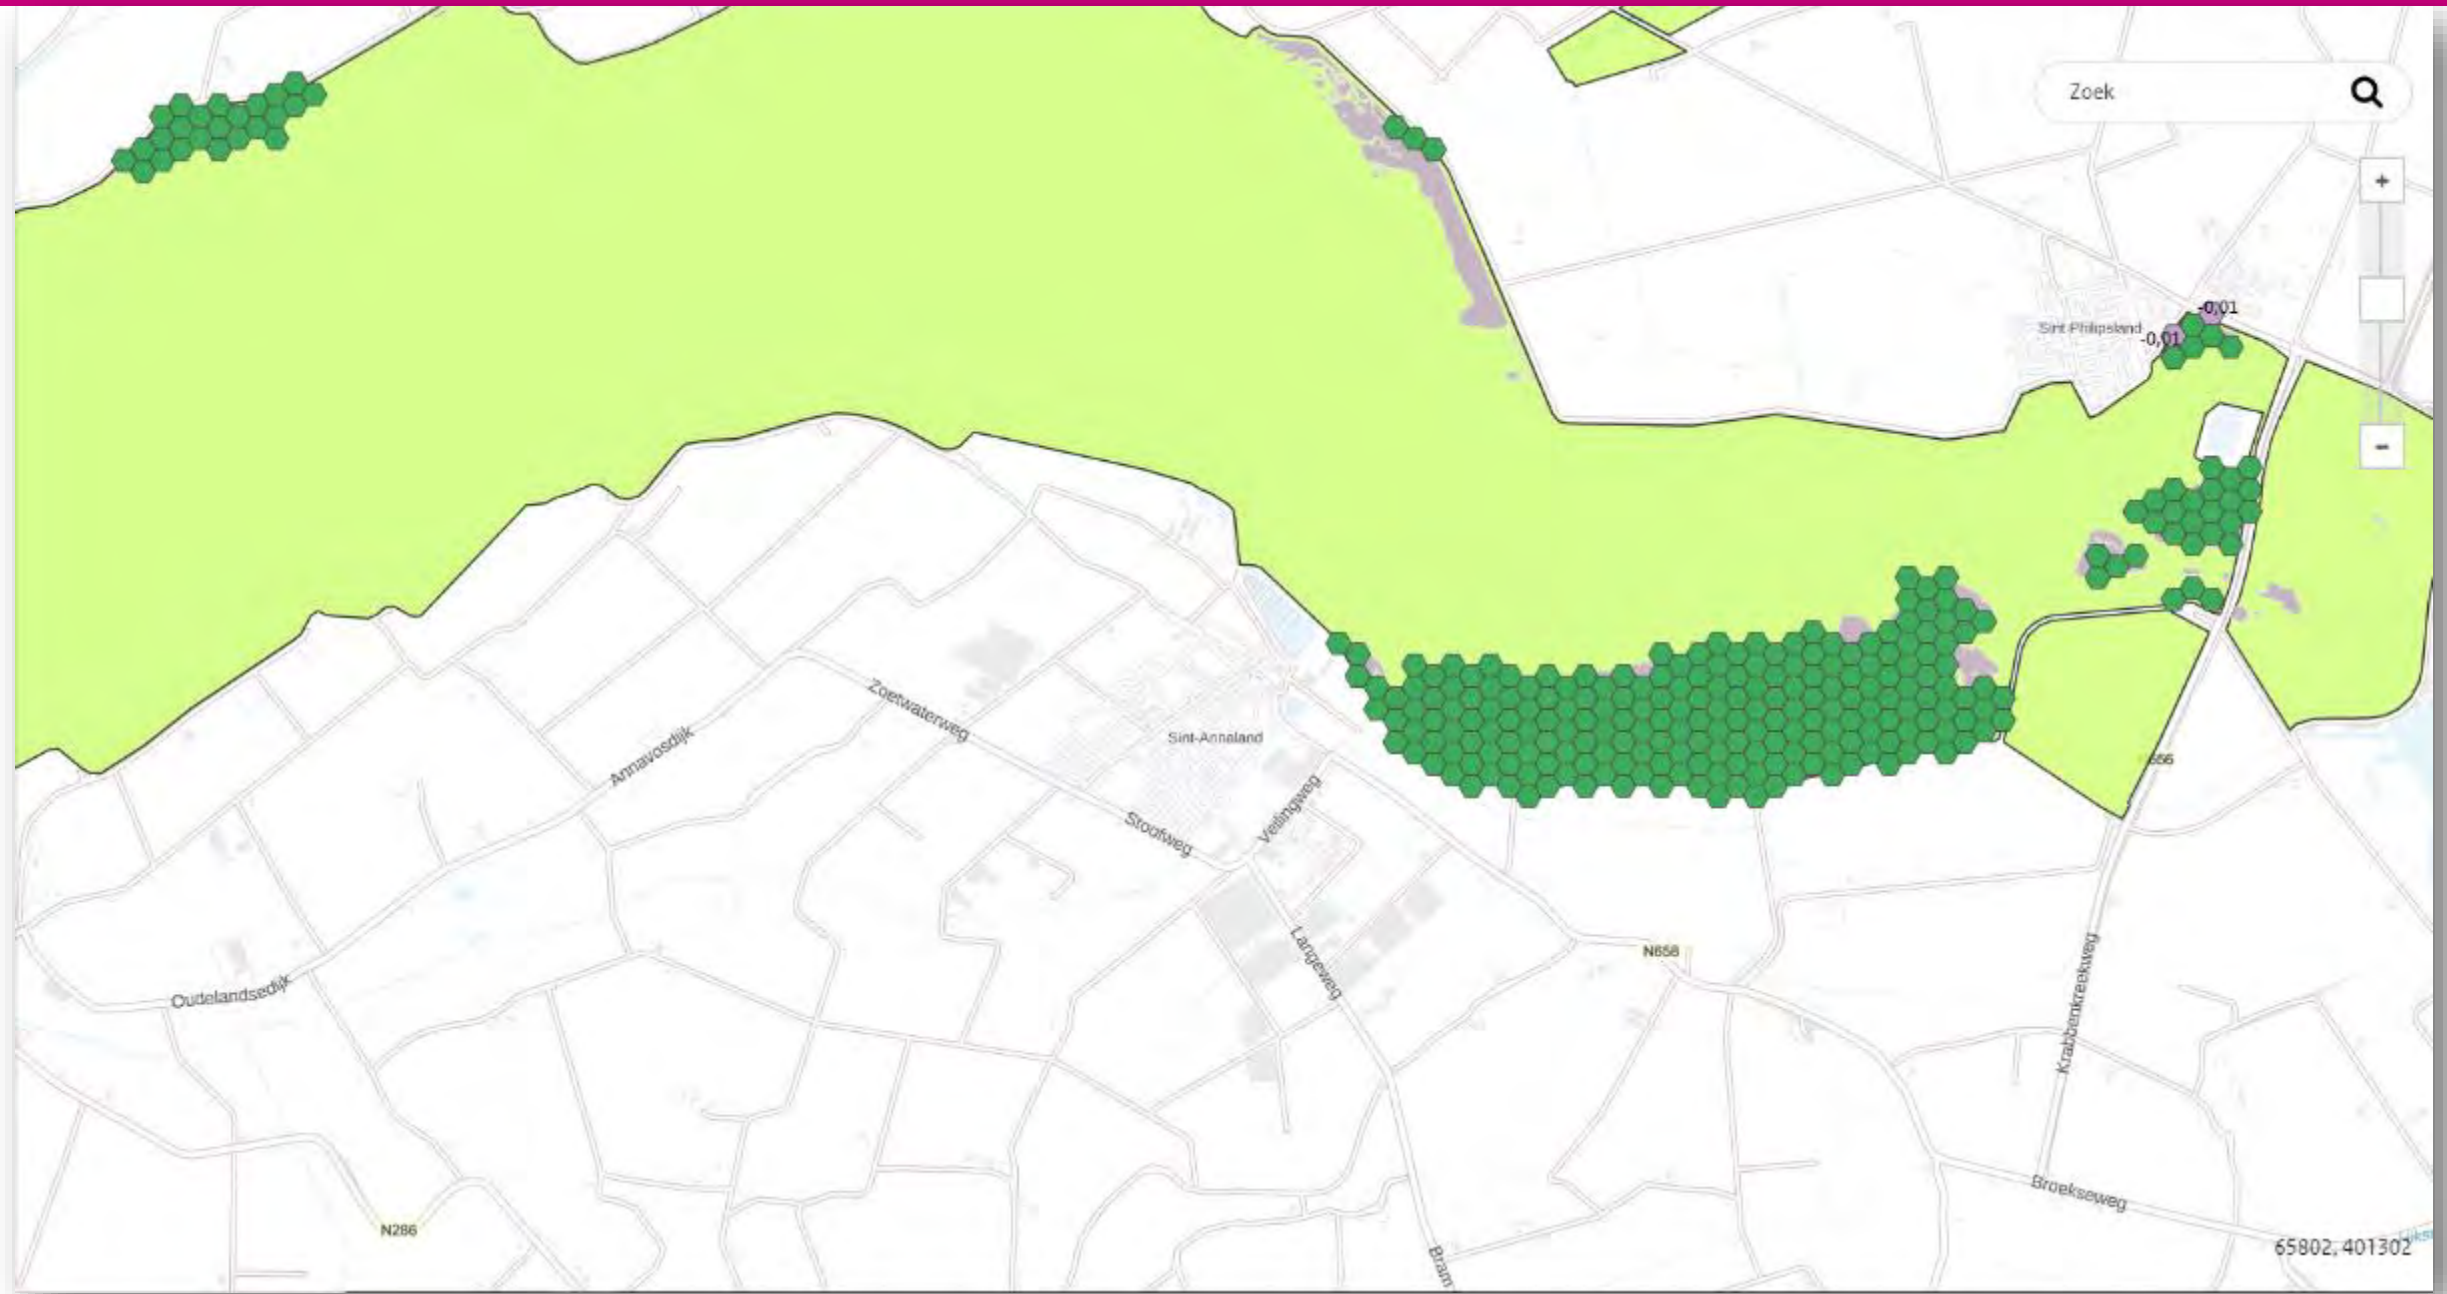 Zoek
+
-0,01
Sint Philipsland
-0,01
-
Zoetwaterweg
Annavosdijk
Sint-Annaland
Veilingweg
Stoofweg
Langeweg
N658
Krabbenkreekweg
Oudelandsedijk
Broekseweg
N286
Bram
65802, 401302